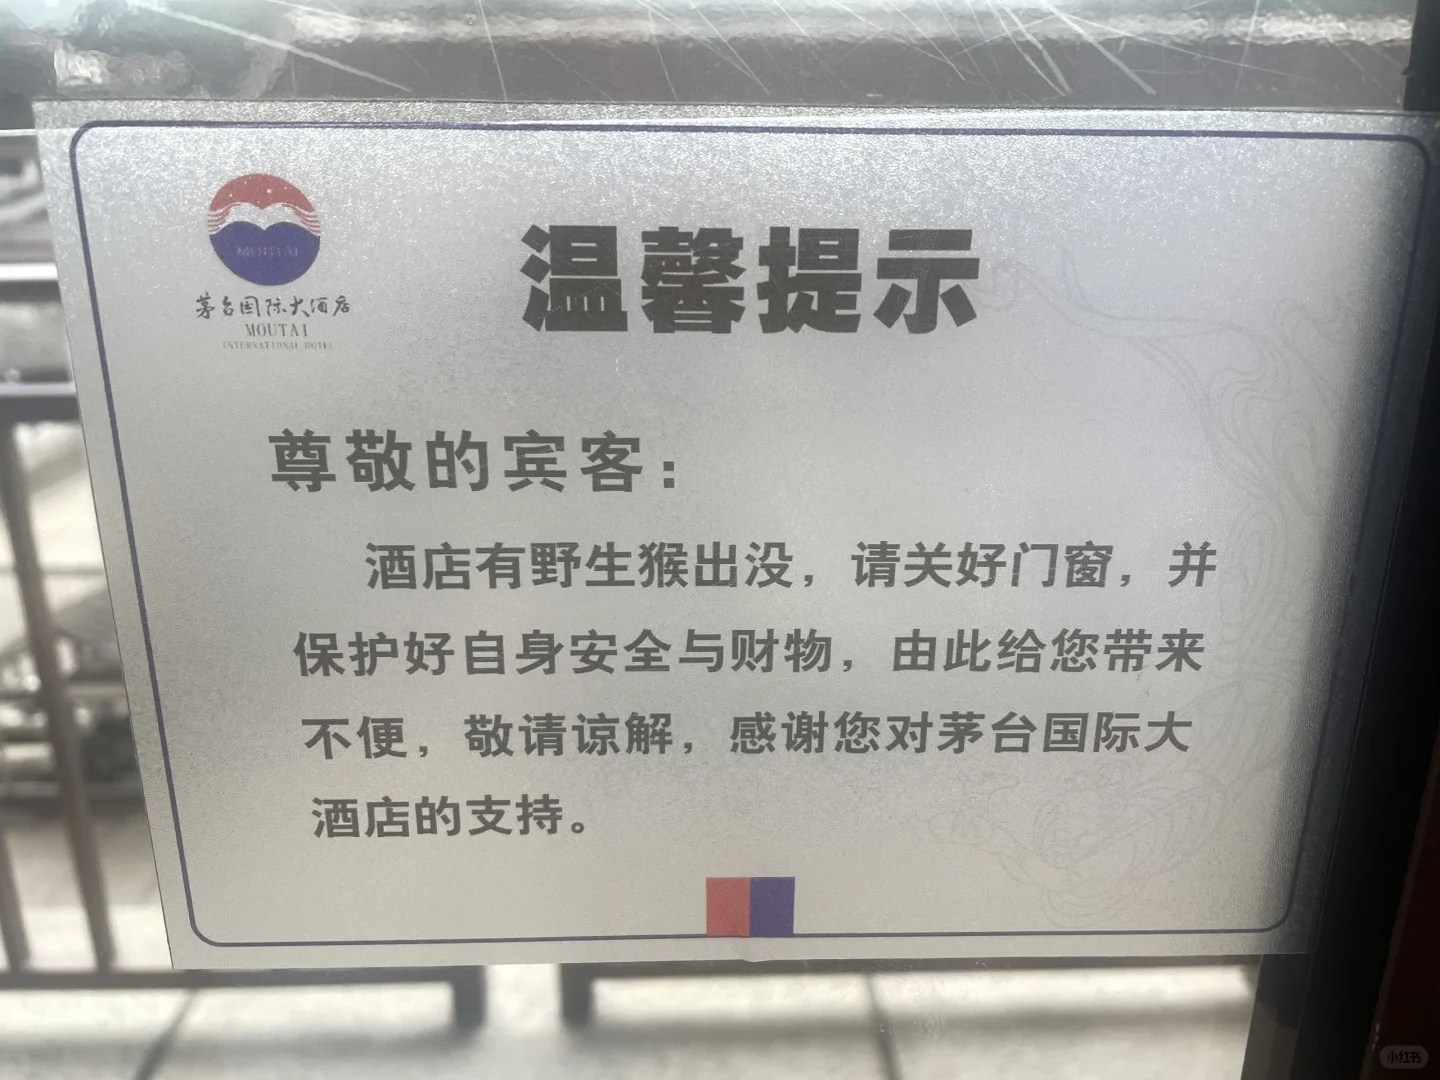 茅台国际大酒店
MOUTAI
INTERNATIONAL HOTEL
温馨提示
尊敬的宾客：
酒店有野生猴出没，请关好门窗，并
保护好自身安全与财物，由此给您带来
不便，敬请谅解，感谢您对茅台国际大
酒店的支持。
小红书